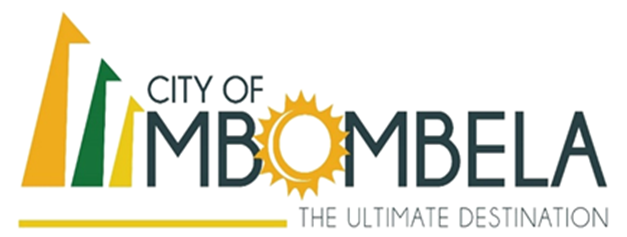 CITY OF
MBOMBELA
THE ULTIMATE DESTINATION